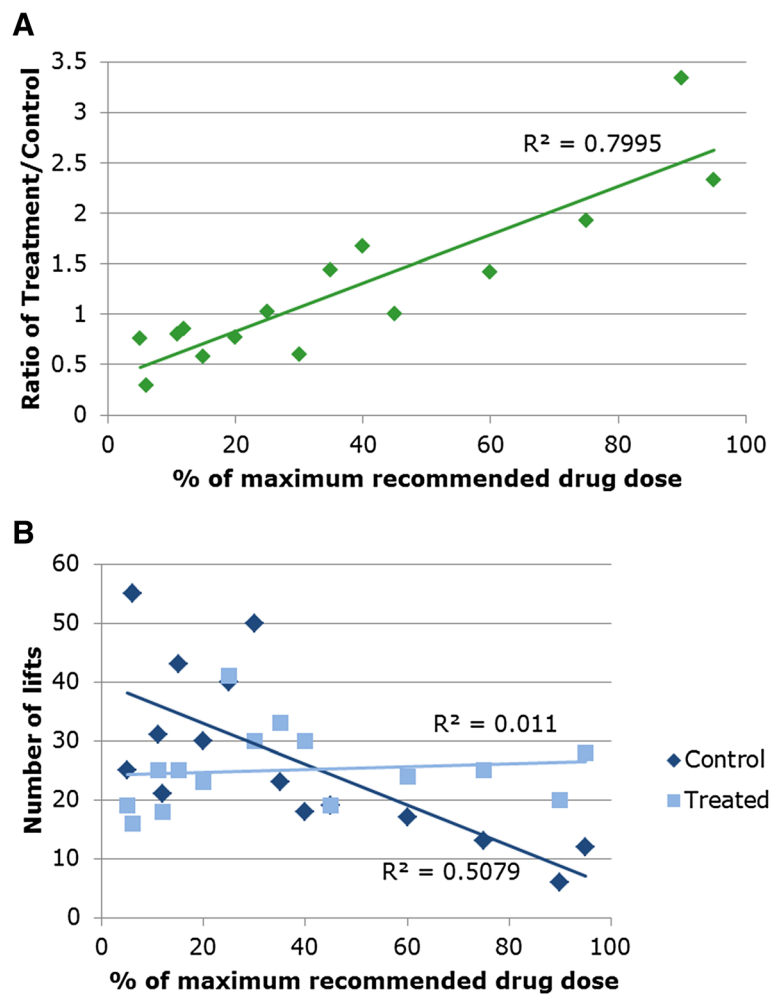 A
Ratio of Treatment/Control
3.5
3
2.5
2
1.5
1
0.5
0
R² = 0.7995
0 20 40 60 80 100
% of maximum recommended drug dose
B
Number of lifts
60
50
40
30
20
10
0
R² = 0.011
R² = 0.5079
Control
Treated
0 20 40 60 80 100
% of maximum recommended drug dose